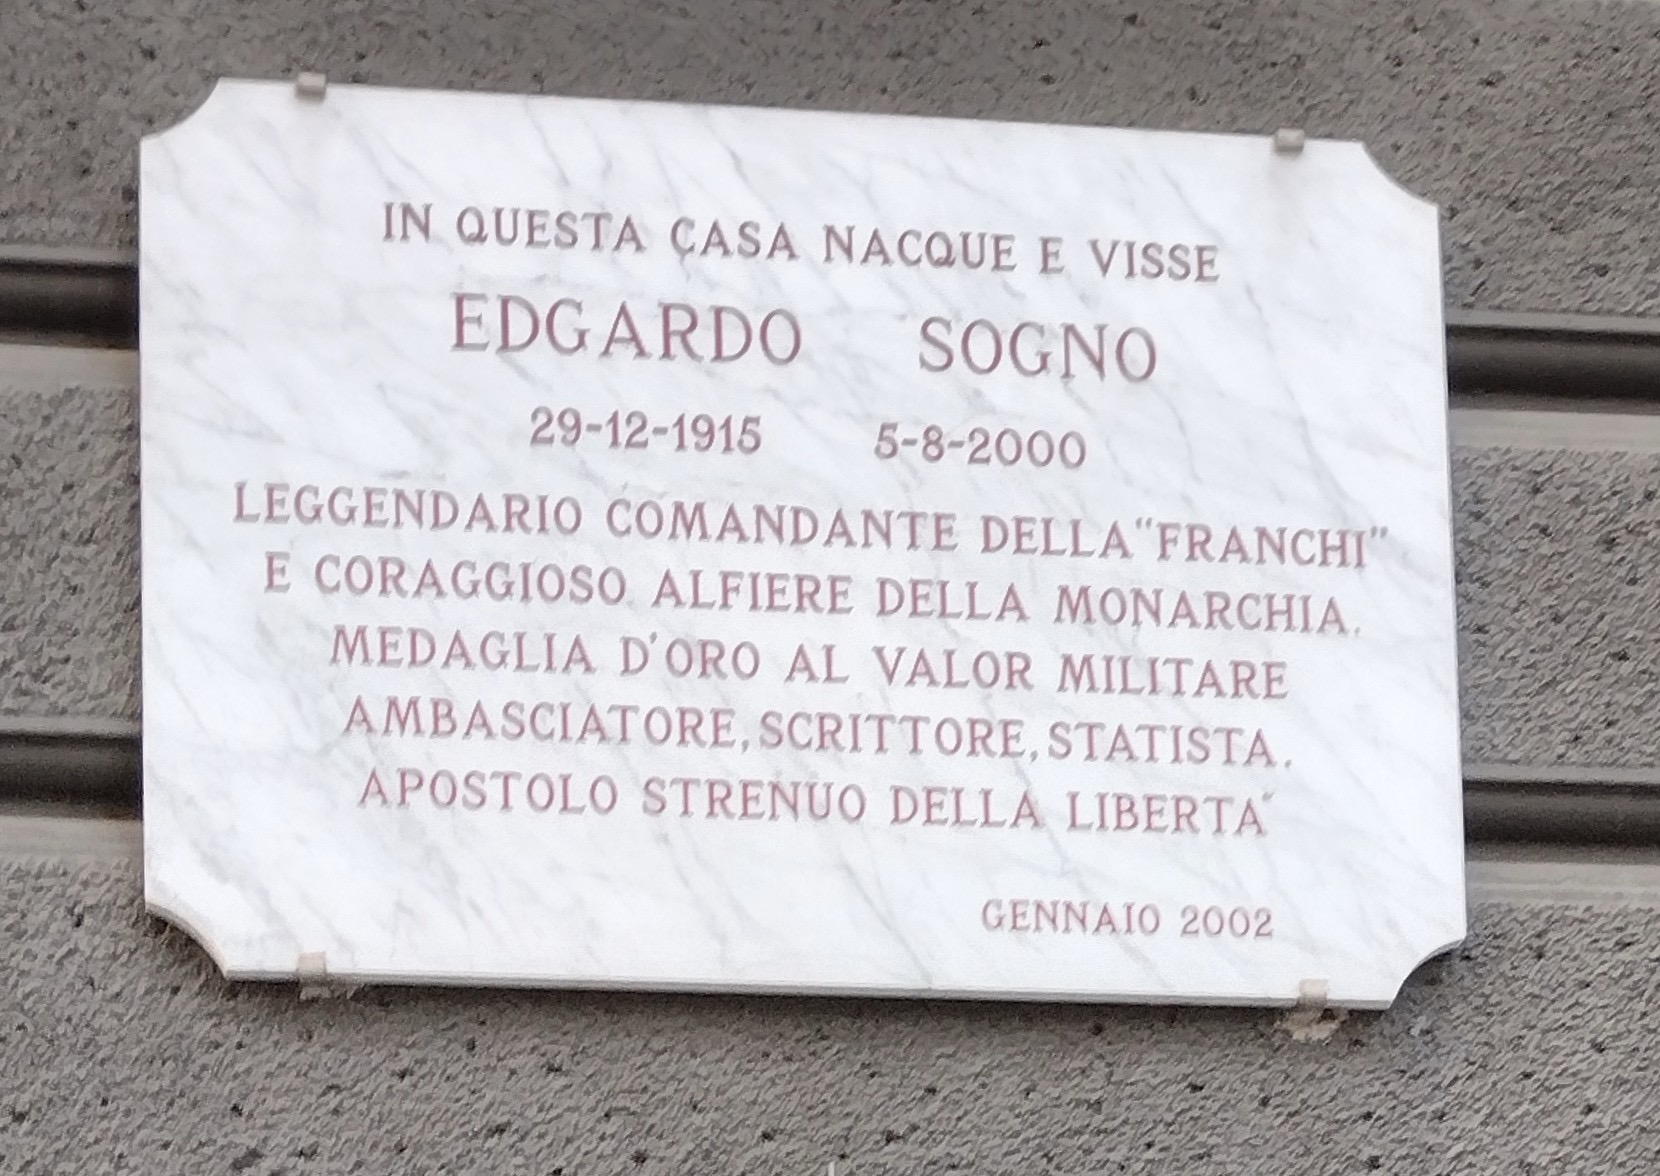 IN QUESTA CASA NACQUE E VISSE
EDGARDO SOGNO
29-12-1915 5-8-2000
LEGGENDARIO COMANDANTE DELLA "FRANCHI"
E CORAGGIOSO ALFIERE DELLA MONARCHIA.
MEDAGLIA D'ORO AL VALOR MILITARE
AMBASCIATORE, SCRITTORE, STATISTA.
APOSTOLO STRENUO DELLA LIBERTA'
GENNAIO 2002